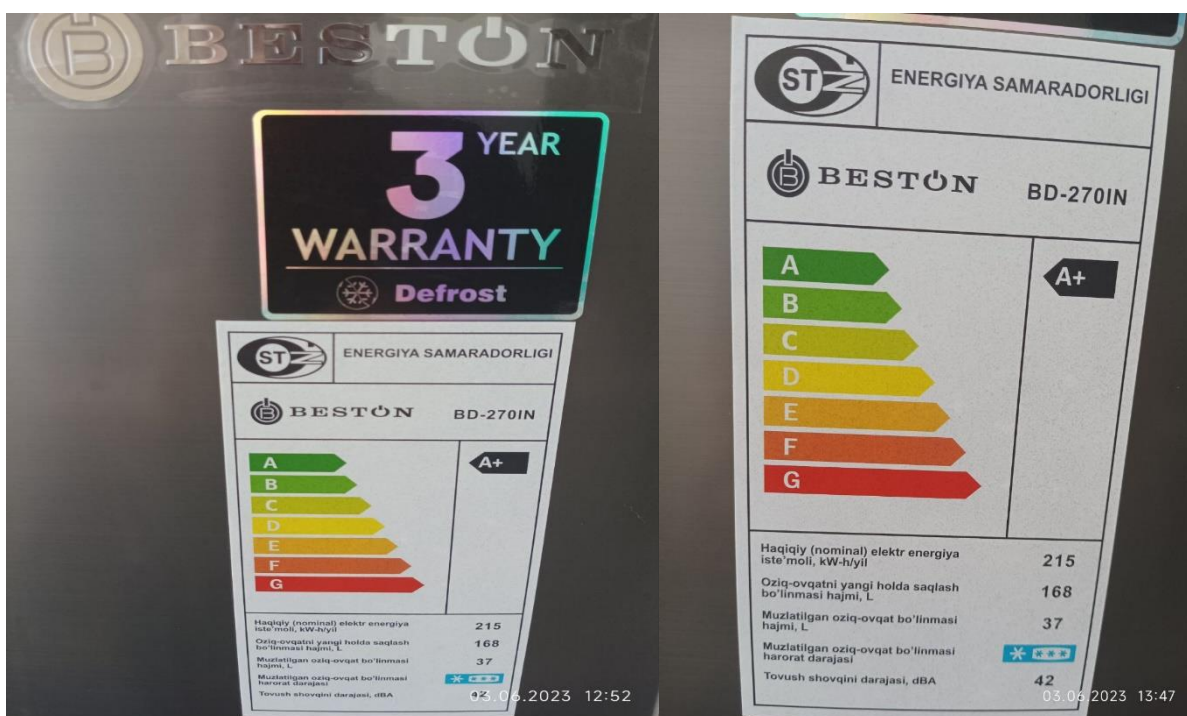 BESTON
3 YEAR
WARRANTY
Defrost
ST
ENERGIYA SAMARADORLIGI
BESTON BD-270IN
A A+
B
C
D
E
F
G
Haqiqiy (nominal) elektr energiya
iste'moli, kW-h/yil 215
Oziq-ovqatni yangi holda saqlash
bo'linmasi hajmi, L 168
Muzlatilgan oziq-ovqat bo'linmasi
hajmi, L 37
Muzlatilgan oziq-ovqat bo'linmasi
harorat darajasi
Tovush shovqini darajasi, dBA 42
03.06.2023 12:52
ST
ENERGIYA SAMARADORLIGI
BESTON BD-270IN
A A+
B
C
D
E
F
G
Haqiqiy (nominal) elektr energiya
iste'moli, kW-h/yil 215
Oziq-ovqatni yangi holda saqlash
bo'linmasi hajmi, L 168
Muzlatilgan oziq-ovqat bo'linmasi
hajmi, L 37
Muzlatilgan oziq-ovqat bo'linmasi
harorat darajasi
Tovush shovqini darajasi, dBA 42
03.06.2023 13:47